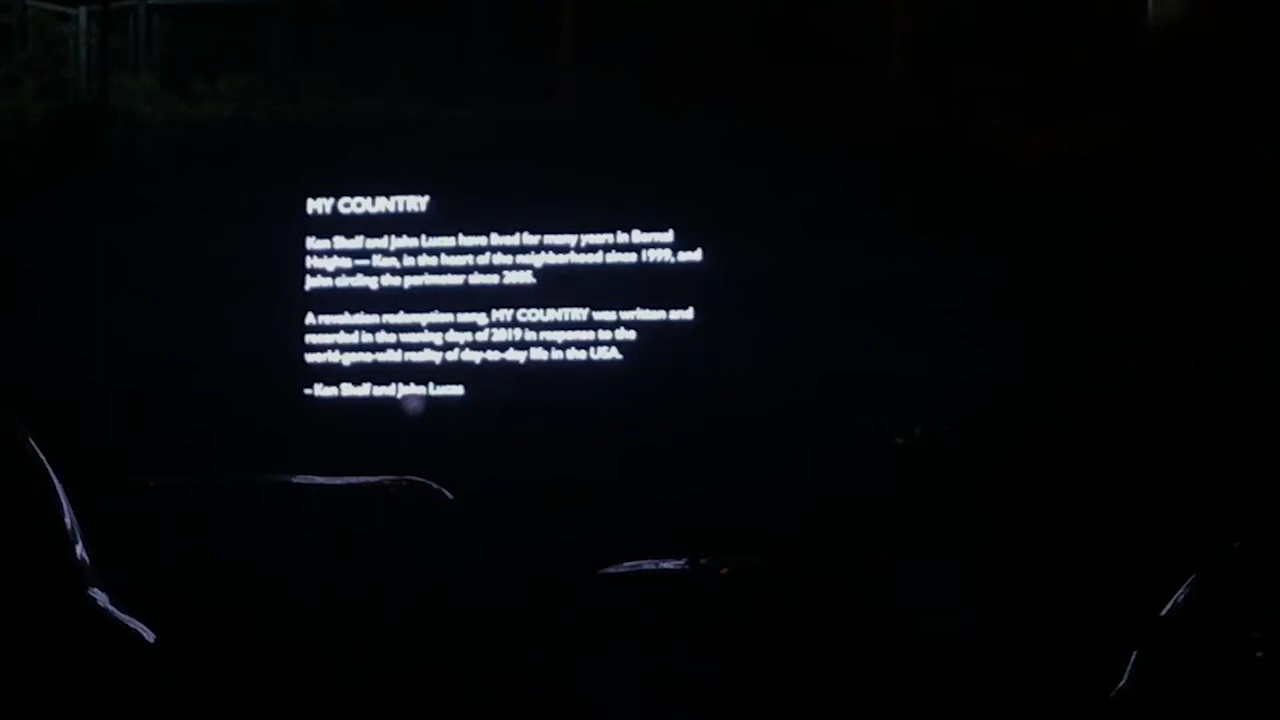 MY COUNTRY
Ken Shelf and John Lucas have lived for many years in Bernal
Heights — Ken, in the heart of the neighborhood since 1999, and
John circling the perimeter since 2005.
A revolution redemption song, MY COUNTRY was written and
recorded in the waning days of 2019 in response to the
world-gone-wild reality of day-to-day life in the USA.
– Ken Shelf and John Lucas